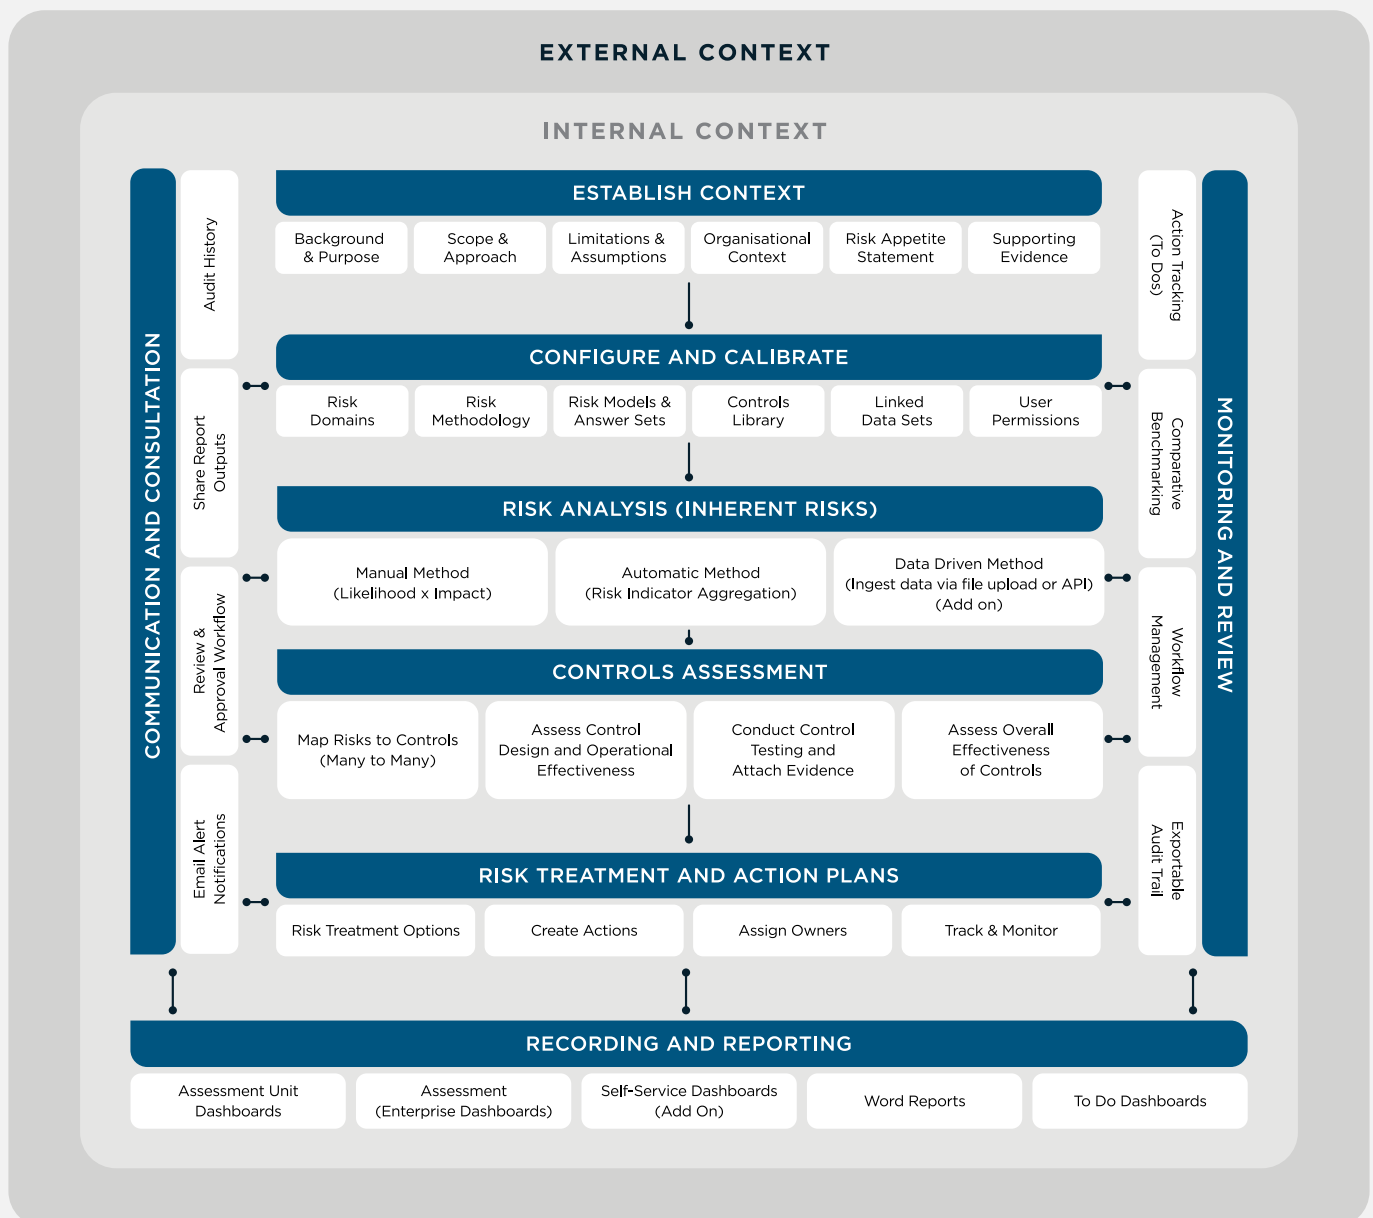 EXTERNAL CONTEXT
INTERNAL CONTEXT
COMMUNICATION AND CONSULTATION
Audit History
Share Report
Outputs
Review &
Approval Workflow
Email Alert
Notifications
ESTABLISH CONTEXT
Background
& Purpose
Scope &
Approach
Limitations &
Assumptions
Organisational
Context
Risk Appetite
Statement
Supporting
Evidence
CONFIGURE AND CALIBRATE
Risk
Domains
Risk
Methodology
Risk Models &
Answer Sets
Controls
Library
Linked
Data Sets
User
Permissions
RISK ANALYSIS (INHERENT RISKS)
Manual Method
(Likelihood x Impact)
Automatic Method
(Risk Indicator Aggregation)
Data Driven Method
(Ingest data via file upload or API)
(Add on)
CONTROLS ASSESSMENT
Map Risks to Controls
(Many to Many)
Assess Control
Design and Operational
Effectiveness
Conduct Control
Testing and
Attach Evidence
Assess Overall
Effectiveness
of Controls
RISK TREATMENT AND ACTION PLANS
Risk Treatment Options
Create Actions
Assign Owners
Track & Monitor
Action Tracking
(To Dos)
Comparative
Benchmarking
Workflow
Management
Exportable
Audit Trail
MONITORING AND REVIEW
RECORDING AND REPORTING
Assessment Unit
Dashboards
Assessment
(Enterprise Dashboards)
Self-Service Dashboards
(Add On)
Word Reports
To Do Dashboards